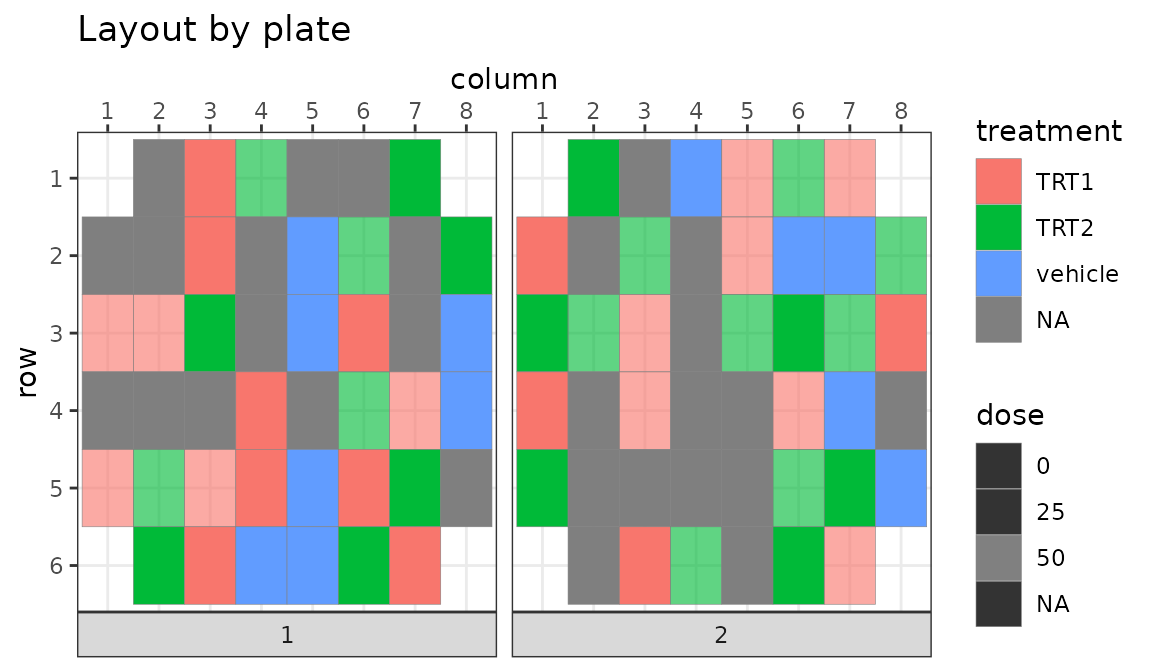 Layout by plate
column
1 2 3 4 5 6 7 8
1 2 3 4 5 6 7 8
row
1
2
3
4
5
6
1
2
treatment
TRT1
TRT2
vehicle
NA
dose
0
25
50
NA